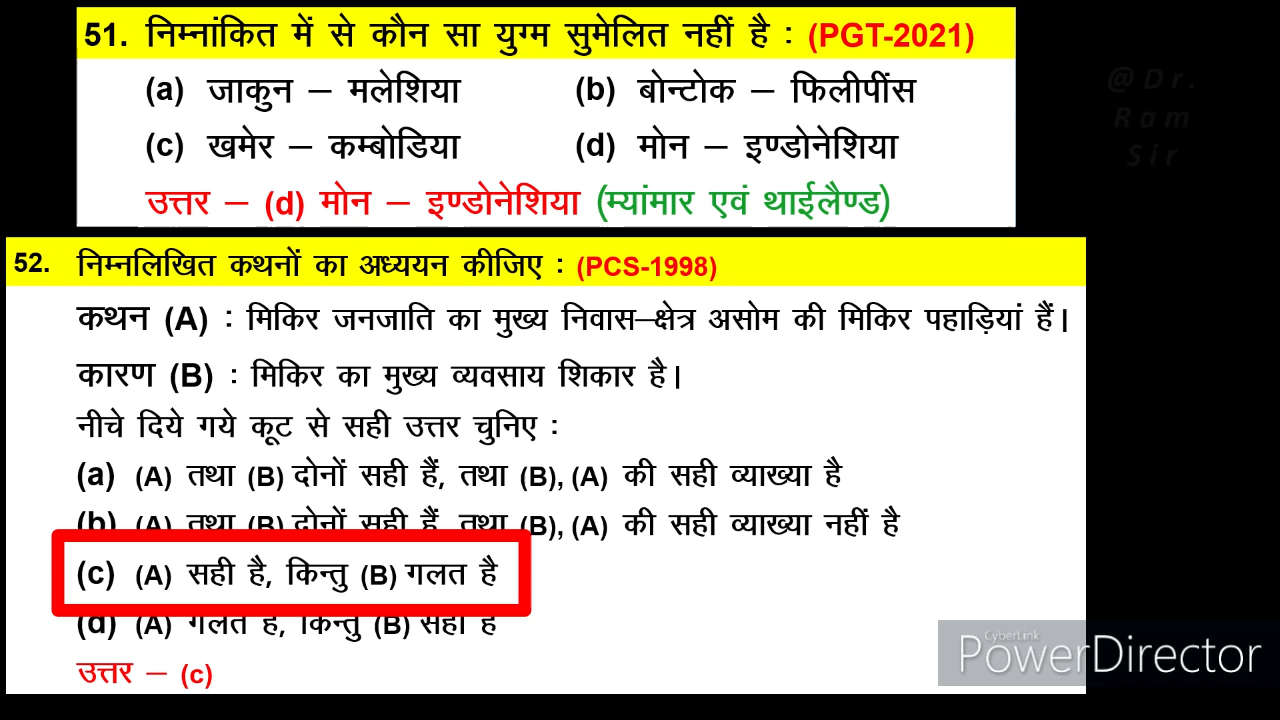 51. निम्नांकित में से कौन सा युग्म सुमेलित नहीं है : (PGT-2021)
(a) जाकुन – मलेशिया (b) बोन्टोक – फिलीपींस
(c) खमेर – कम्बोडिया (d) मोन – इण्डोनेशिया
उत्तर – (d) मोन – इण्डोनेशिया (म्यांमार एवं थाईलैण्ड)
@Dr.
Ram
Sir
52. निम्नलिखित कथनों का अध्ययन कीजिए : (PCS-1998)
कथन (A) : मिकिर जनजाति का मुख्य निवास–क्षेत्र असोम की मिकिर पहाड़ियां हैं।
कारण (B) : मिकिर का मुख्य व्यवसाय शिकार है।
नीचे दिये गये कूट से सही उत्तर चुनिए :
(a) (A) तथा (B) दोनों सही हैं, तथा (B), (A) की सही व्याख्या है
(b) (A) तथा (B) दोनों सही हैं, तथा (B), (A) की सही व्याख्या नहीं है
(c) (A) सही है, किन्तु (B) गलत है
(d) (A) गलत है, किन्तु (B) सही है
उत्तर – (c)
CyberLink
PowerDirector